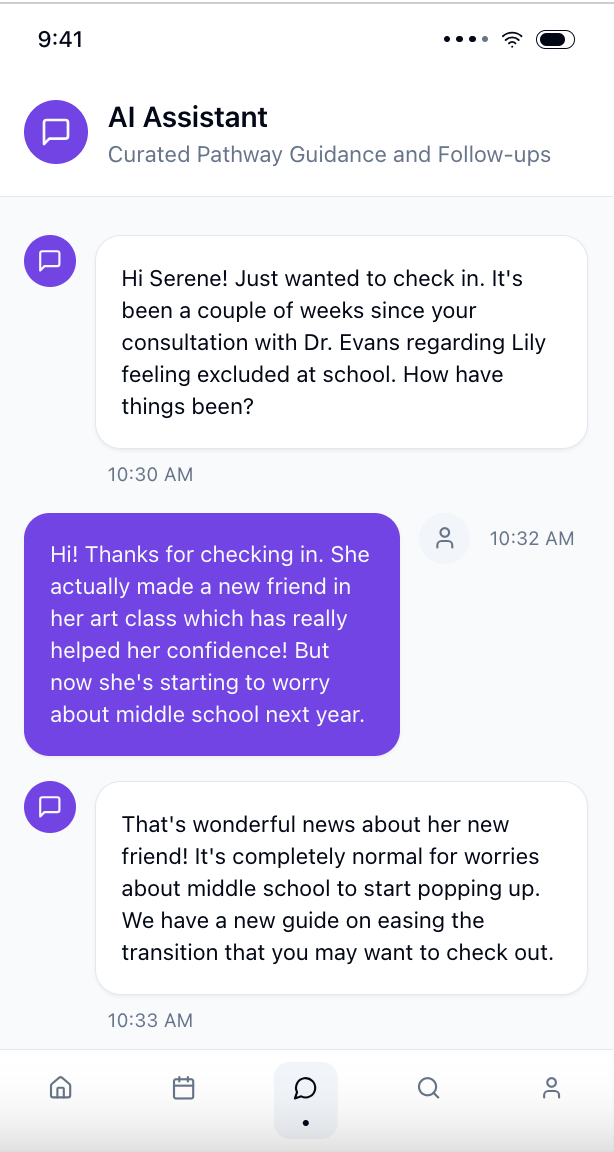 9:41
AI Assistant
Curated Pathway Guidance and Follow-ups
Hi Serene! Just wanted to check in. It's
been a couple of weeks since your
consultation with Dr. Evans regarding Lily
feeling excluded at school. How have
things been?
10:30 AM
Hi! Thanks for checking in. She
actually made a new friend in
her art class which has really
helped her confidence! But
now she's starting to worry
about middle school next year.
10:32 AM
That's wonderful news about her new
friend! It's completely normal for worries
about middle school to start popping up.
We have a new guide on easing the
transition that you may want to check out.
10:33 AM